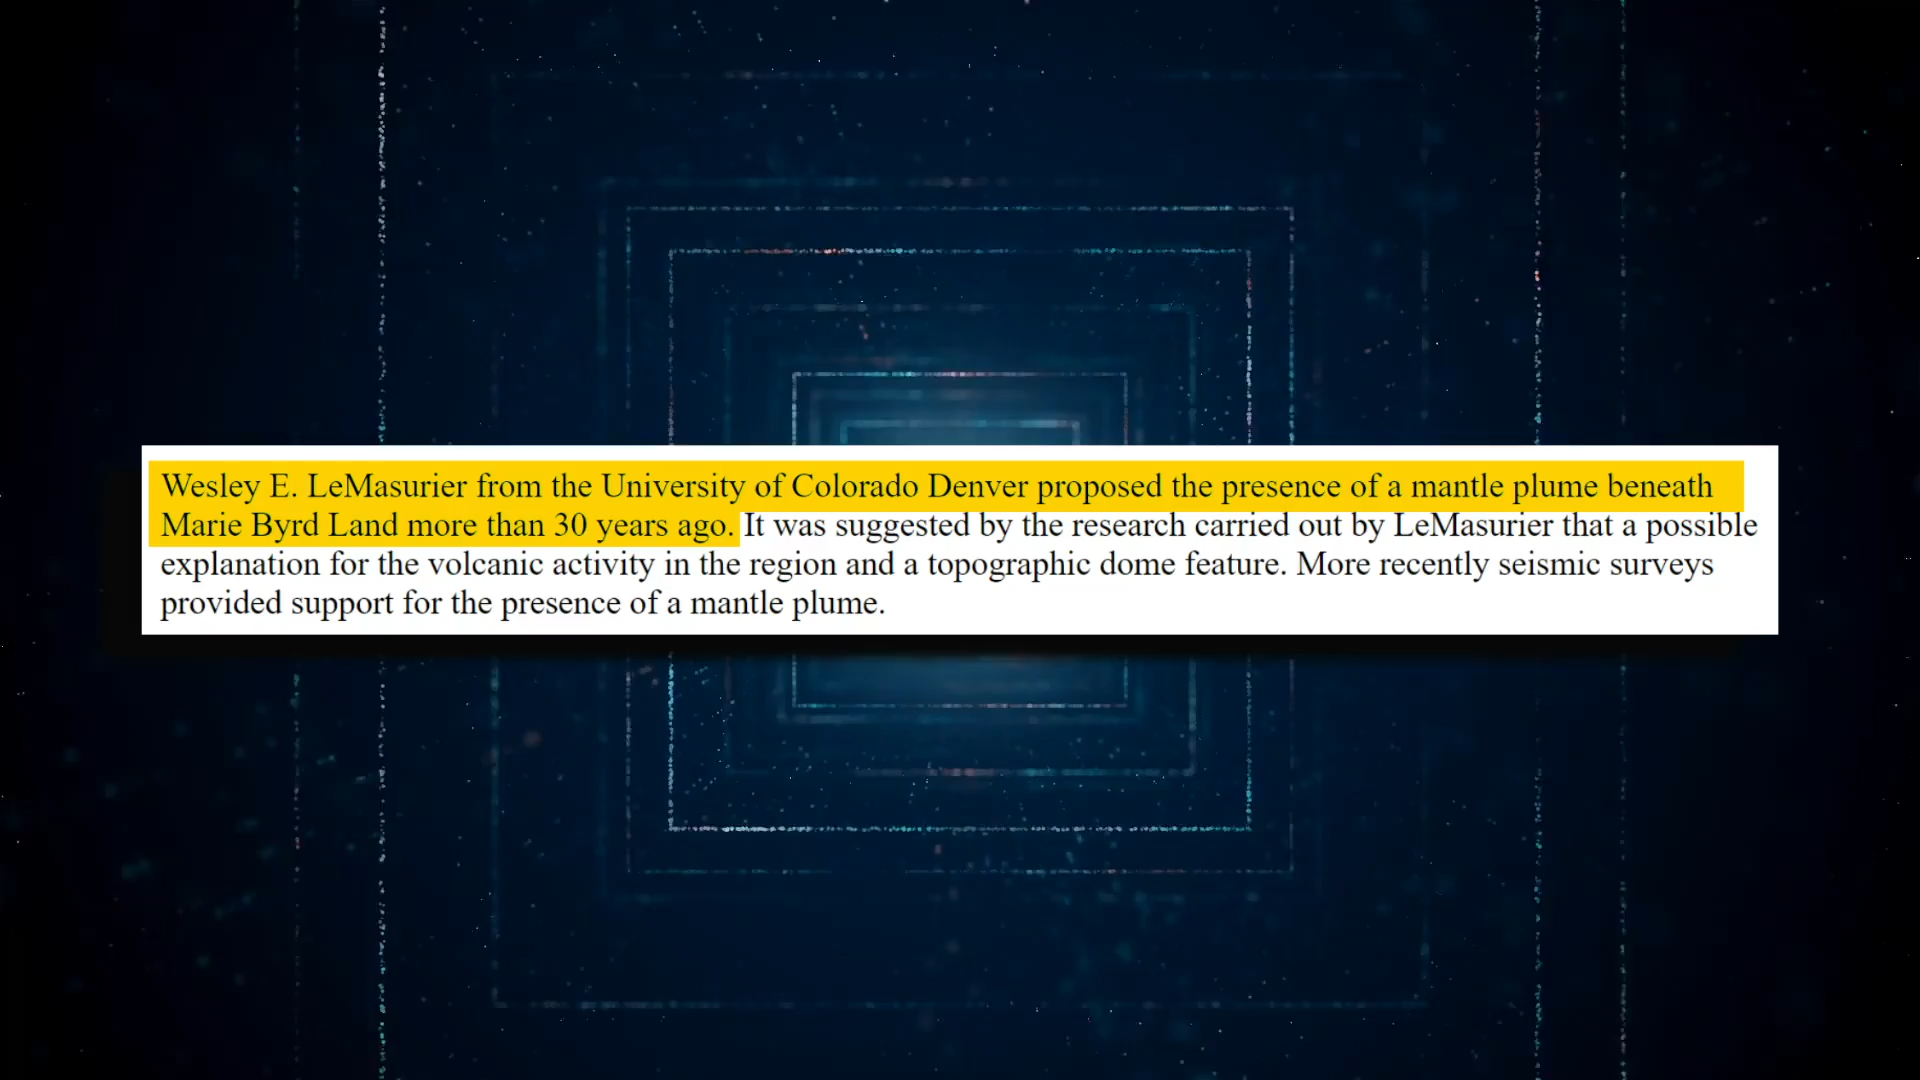 Wesley E. LeMasurier from the University of Colorado Denver proposed the presence of a mantle plume beneath
Marie Byrd Land more than 30 years ago. It was suggested by the research carried out by LeMasurier that a possible
explanation for the volcanic activity in the region and a topographic dome feature. More recently seismic surveys
provided support for the presence of a mantle plume.